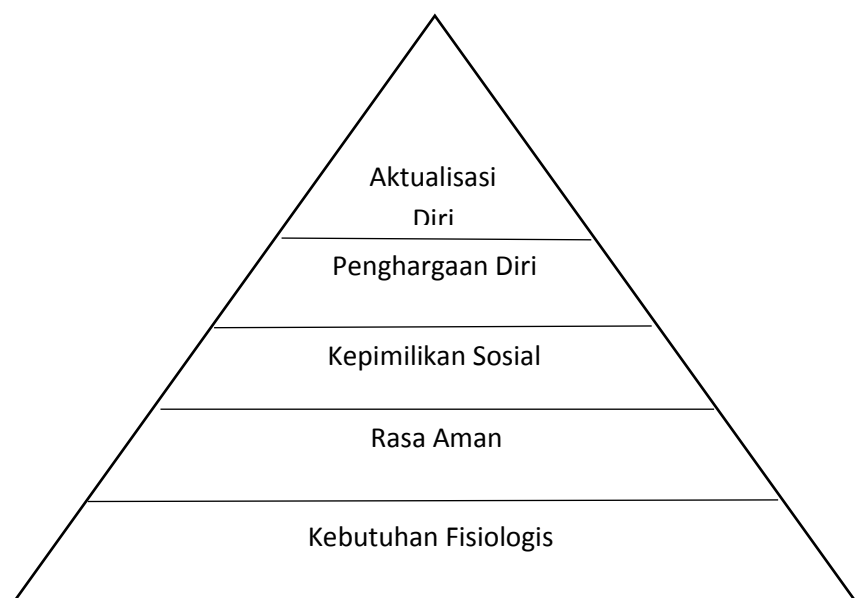 Aktualisasi
Diri
Penghargaan Diri
Kepimilikan Sosial
Rasa Aman
Kebutuhan Fisiologis